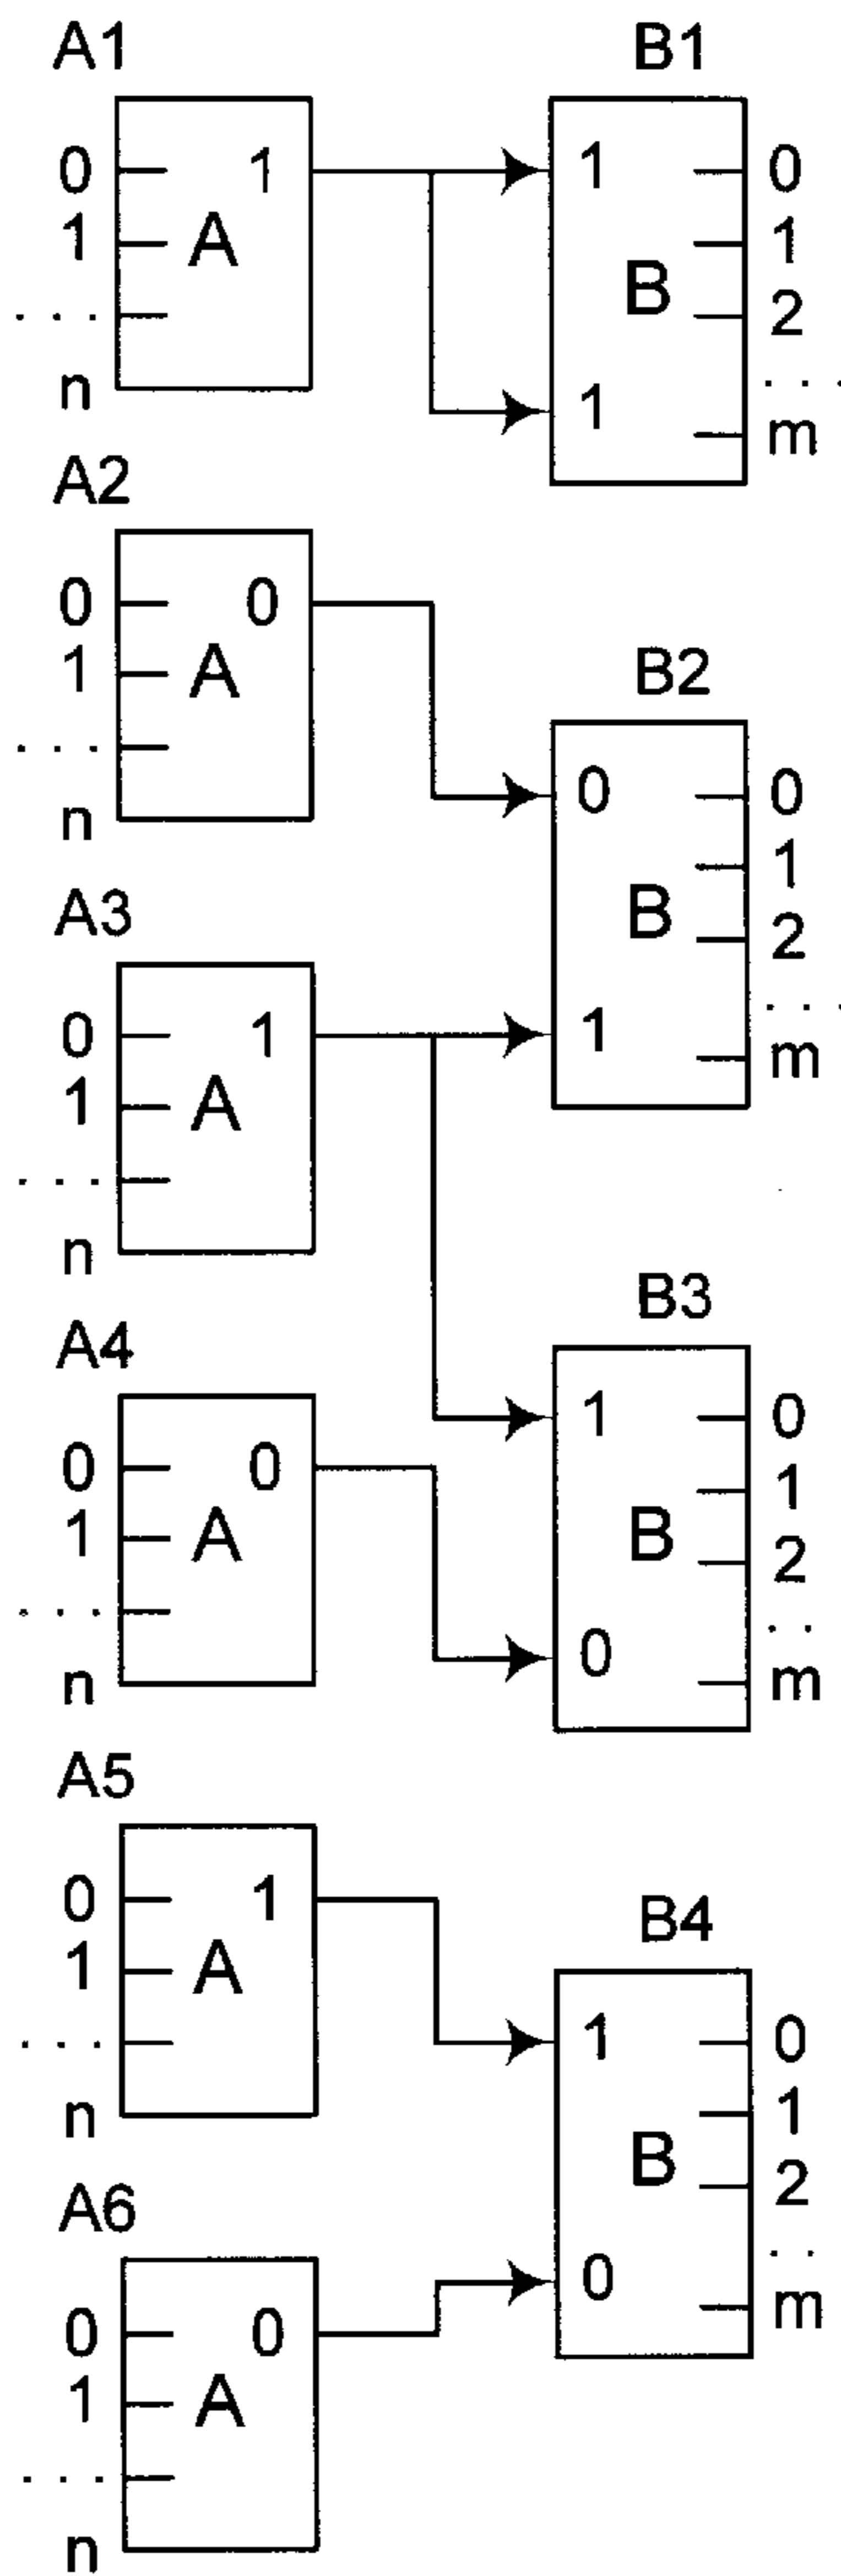 A1 B1
0 1 1 0
1 A 1
B 2
. . .
n 1 . . .
m
A2
0 0
1 A B2
. . . 0 0
n 1
A3 B 2
0 1 1 . . .
m
1 A
. . .
n B3
A4 1 0
0 0 1
1 A B 2
. . . 0 . .
n m
A5
0 1 B4
1 A
. . . 1 0
n 1
B 2
A6 . .
0 m
0 0
1 A
. . .
n